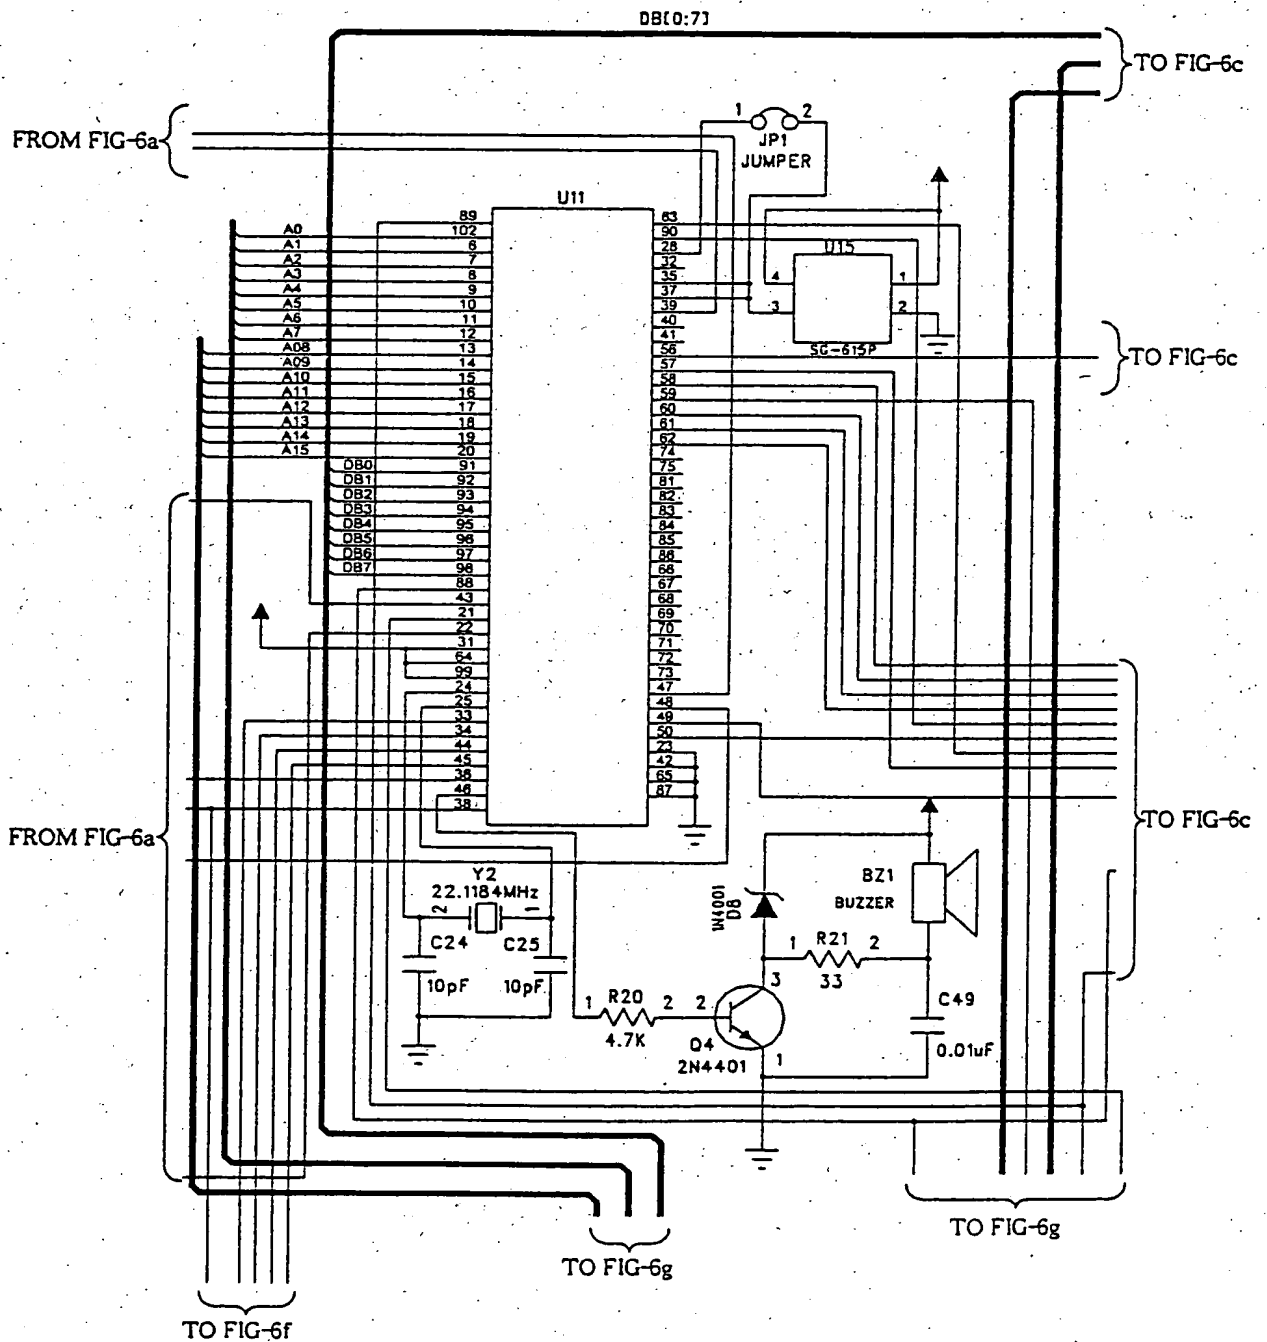 DB[0:7]
TO FIG-6c
FROM FIG-6a
1 2
JP1
JUMPER
U11
89
102
A0 6
A1 7
A2 8
A3 9
A4 10
A5 11
A6 12
A7 13
A08 14
A09 15
A10 16
A11 17
A12 18
A13 19
A14 20
A15
DB0 91
DB1 92
DB2 93
DB3 94
DB4 95
DB5 96
DB6 97
DB7 98
88
43
21
22
31
64
99
24
25
33
34
44
45
36
46
38
63
90
28
32
35
37
39
40
41
56
57
58
59
60
61
62
74
75
81
82
83
84
85
86
66
67
68
69
70
71
72
73
47
48
49
50
23
42
65
87
U15
4 1
3 2
SG-615P
TO FIG-6c
FROM FIG-6a
TO FIG-6c
Y2
22.1184MHz
2 1
C24 C25
10pF 10pF
1N4001
D8
BZ1
BUZZER
1 R21 2
33
3
1 R20 2 2
4.7K
Q4
2N4401
1
C49
0.01uF
TO FIG-6g
TO FIG-6g
TO FIG-6f